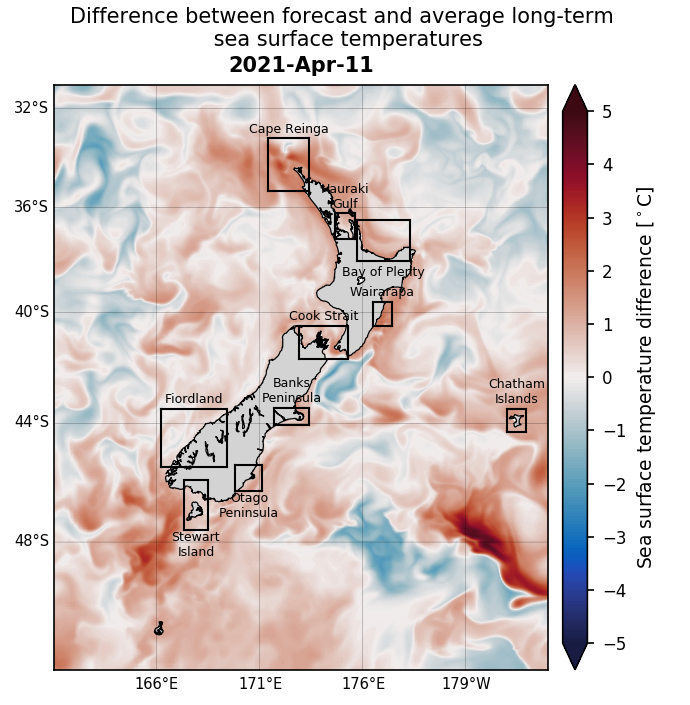 Difference between forecast and average long-term
sea surface temperatures
2021-Apr-11
32°S
36°S
40°S
44°S
48°S
166°E
171°E
176°E
179°W
Cape Reinga
Hauraki
Gulf
Bay of Plenty
Wairarapa
Cook Strait
Banks
Peninsula
Fiordland
Chatham
Islands
Otago
Peninsula
Stewart
Island
5
4
3
2
1
0
−1
−2
−3
−4
−5
Sea surface temperature difference [°C]